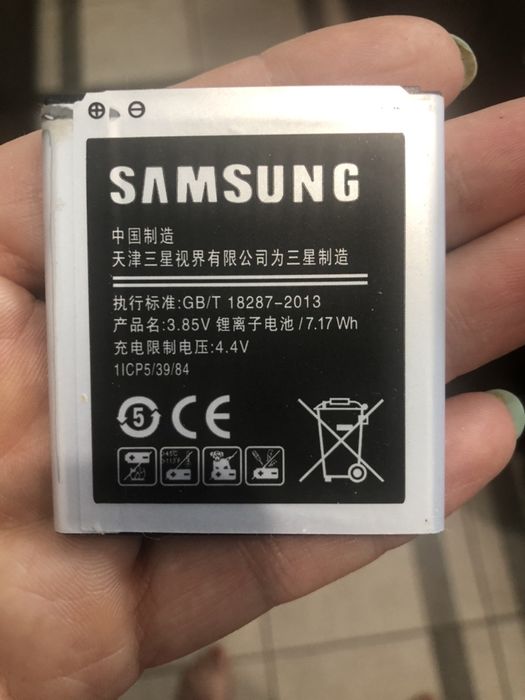 SAMSUNG
中国制造
天津三星视界有限公司为三星制造
执行标准:GB/T 18287-2013
产品名:3.85V 锂离子电池 / 7.17 Wh
充电限制电压:4.4V
1ICP5/39/84
5 CE